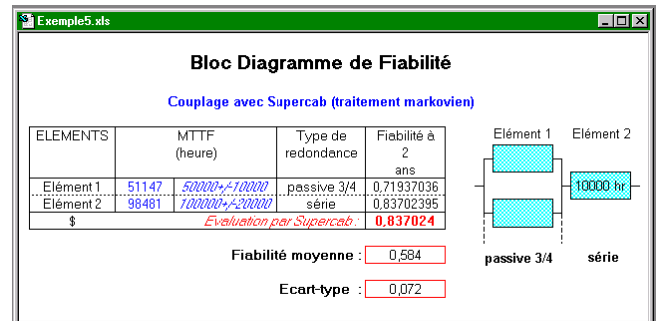 Exemple5.xls
Bloc Diagramme de Fiabilité
Couplage avec Supercab (traitement markovien)
ELEMENTS MTTF (heure) Type de redondance Fiabilité à 2 ans
Elément 1 51147 50000+/-10000 passive 3/4 0,71937036
Elément 2 98481 100000+/-20000 série 0,83702395
$ Evaluation par Supercab : 0,837024
Fiabilité moyenne : 0,584
Ecart-type : 0,072
Elément 1 Elément 2
10000 hr
passive 3/4 série